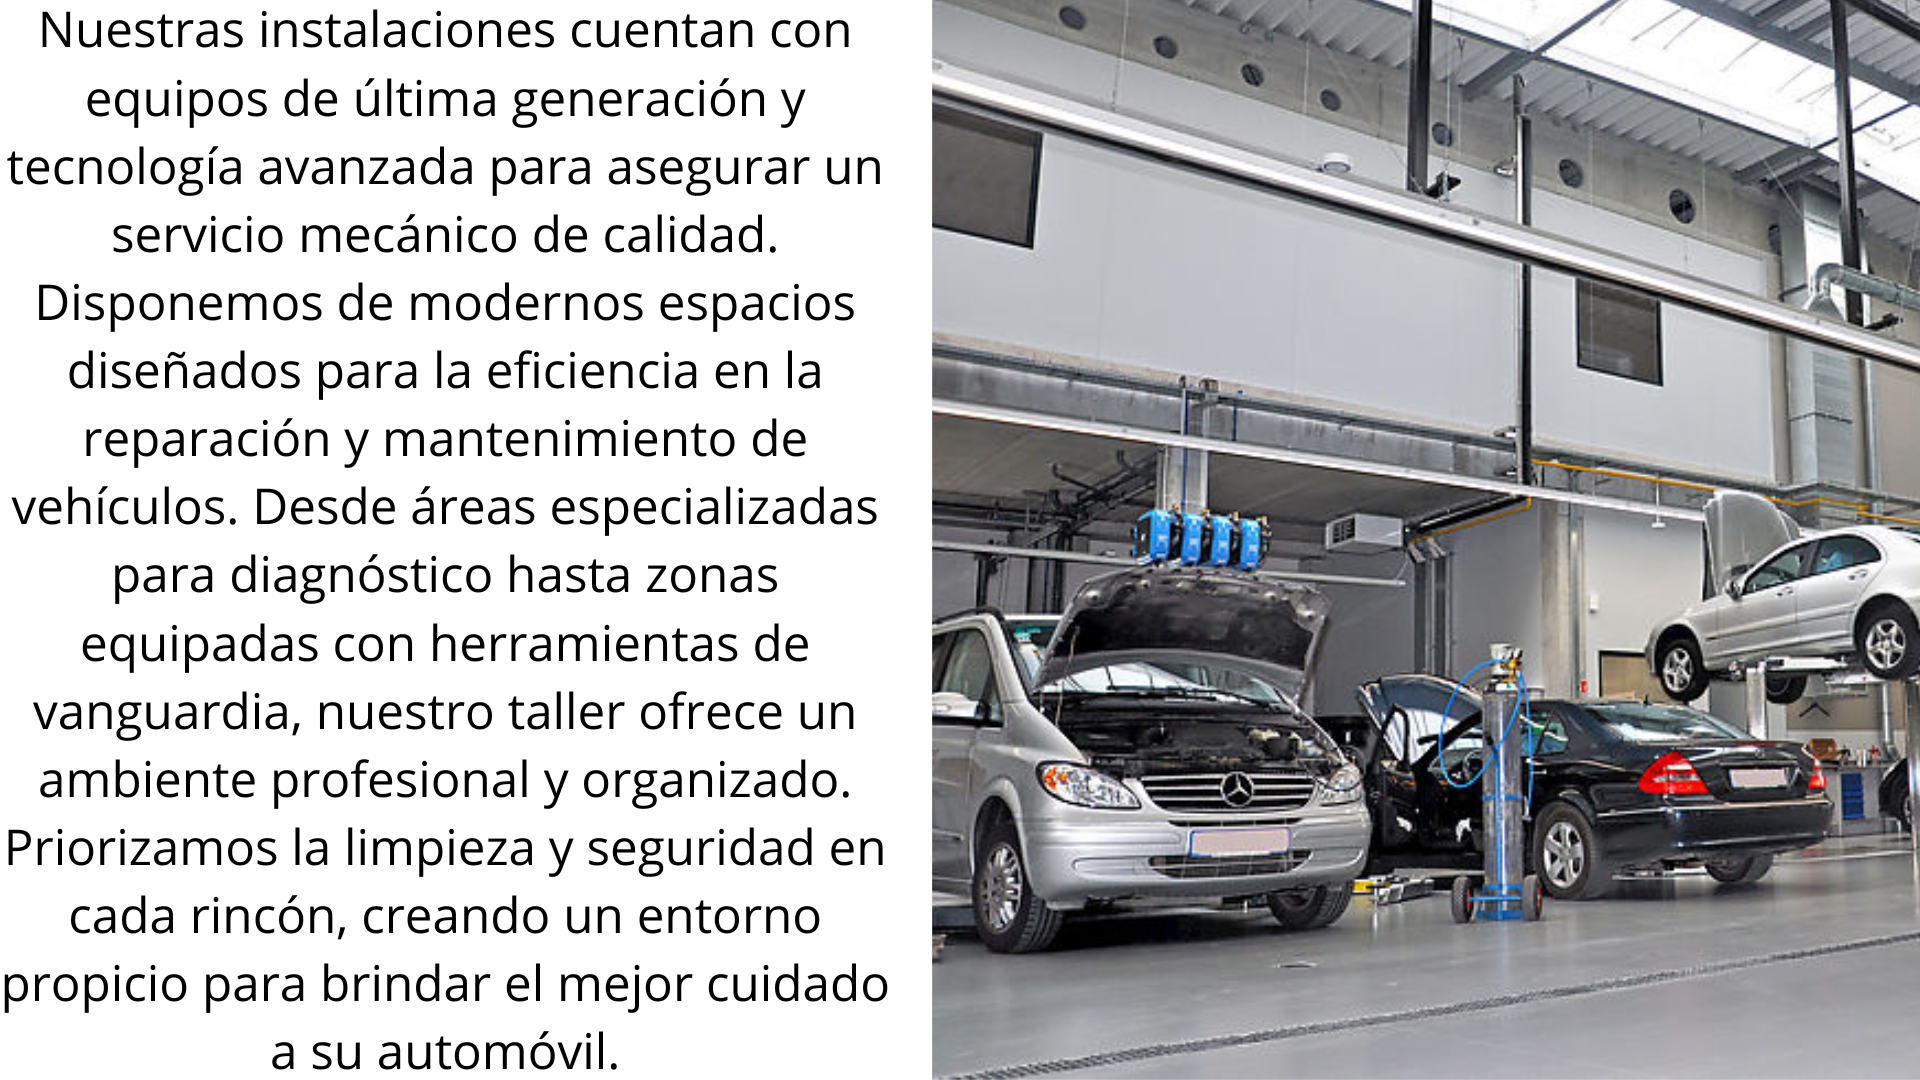 Nuestras instalaciones cuentan con
equipos de última generación y
tecnología avanzada para asegurar un
servicio mecánico de calidad.
Disponemos de modernos espacios
diseñados para la eficiencia en la
reparación y mantenimiento de
vehículos. Desde áreas especializadas
para diagnóstico hasta zonas
equipadas con herramientas de
vanguardia, nuestro taller ofrece un
ambiente profesional y organizado.
Priorizamos la limpieza y seguridad en
cada rincón, creando un entorno
propicio para brindar el mejor cuidado
a su automóvil.